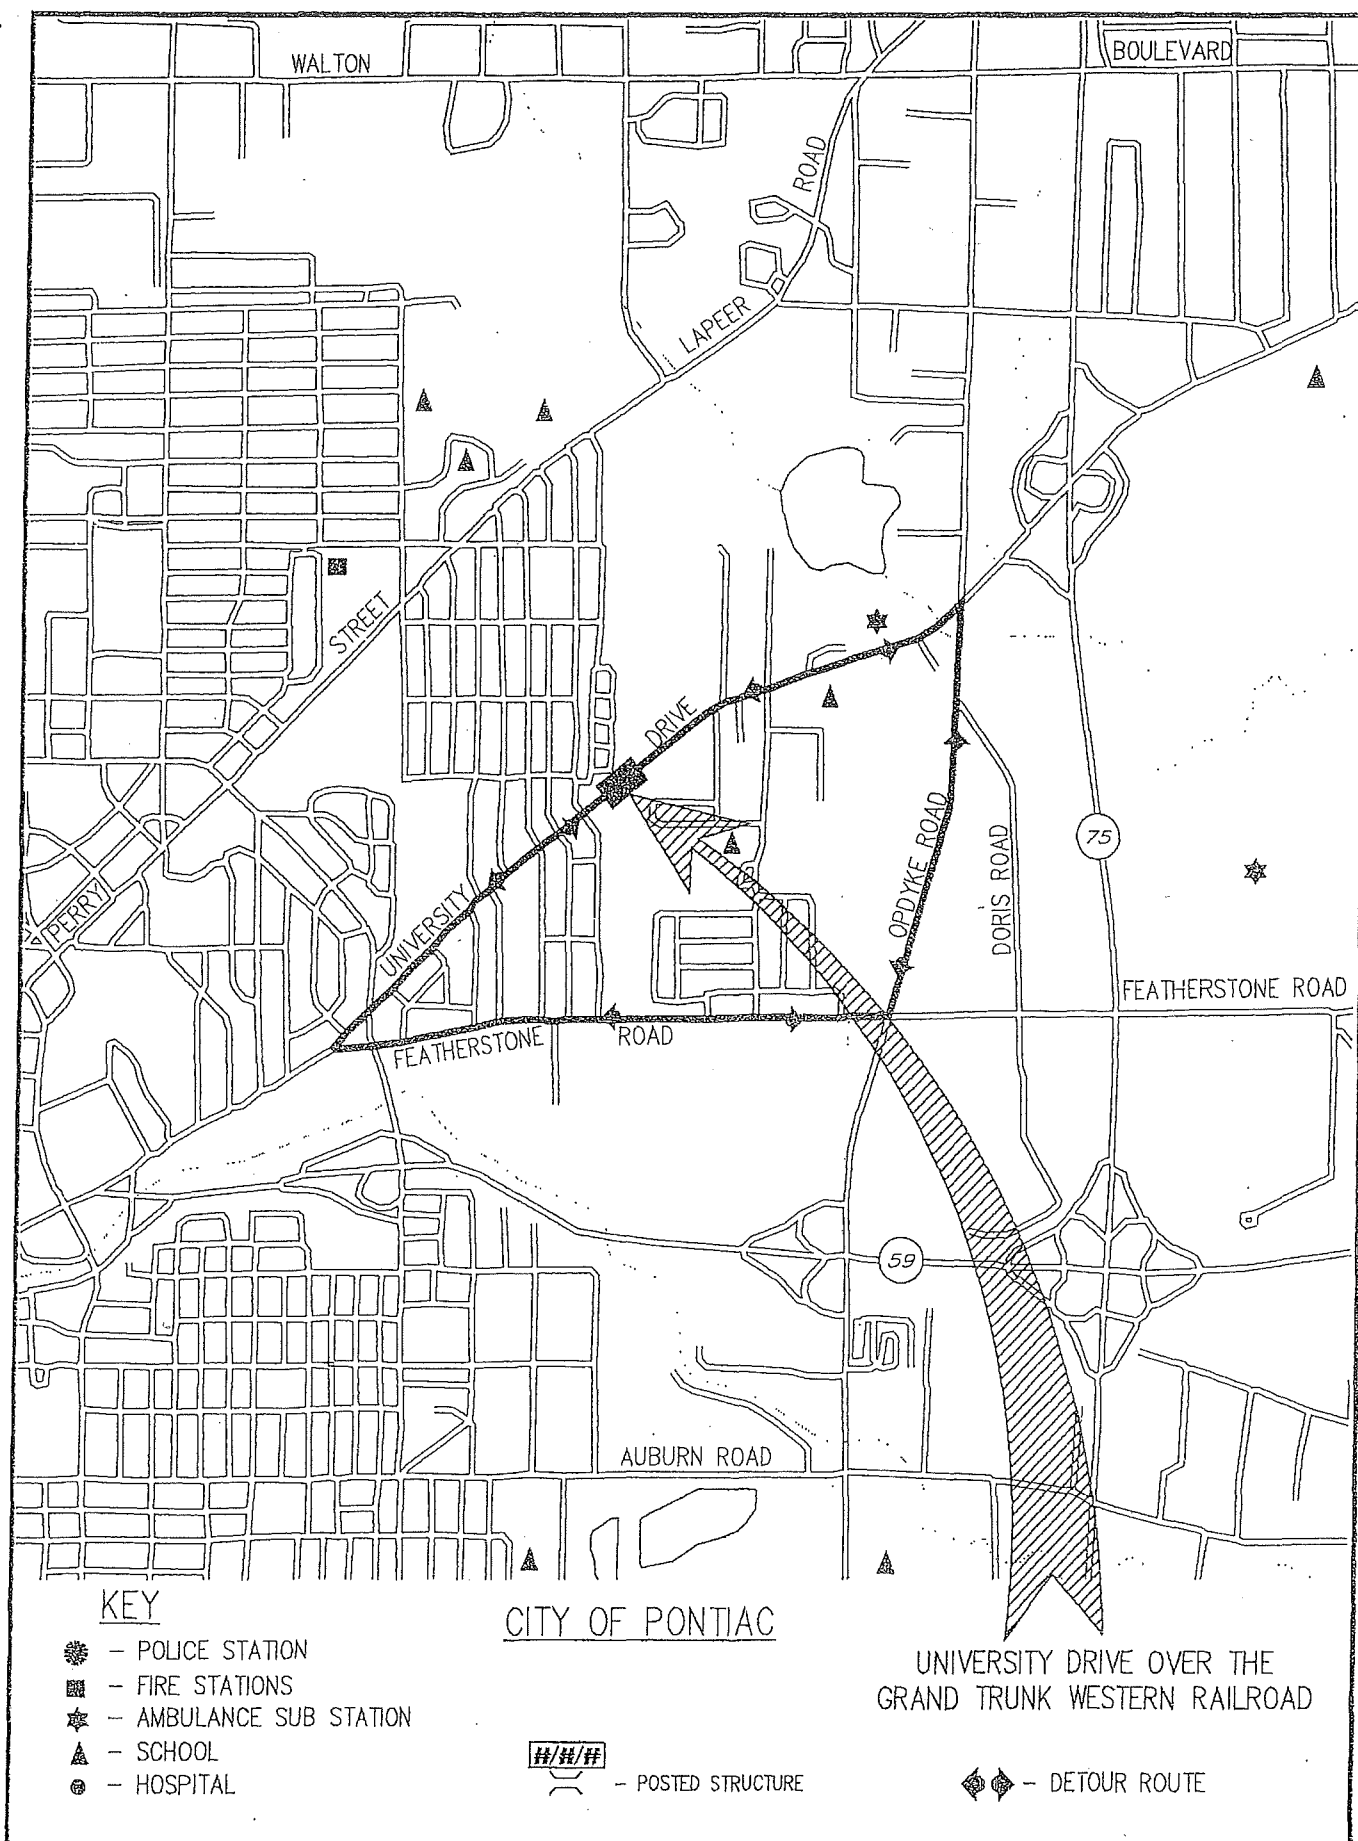 WALTON
BOULEVARD
ROAD
LAPEER
STREET
DRIVE
OPDYKE ROAD
DORIS ROAD
75
PERRY
UNIVERSITY
FEATHERSTONE ROAD
FEATHERSTONE ROAD
59
AUBURN ROAD
KEY
- POLICE STATION
- FIRE STATIONS
- AMBULANCE SUB STATION
- SCHOOL
- HOSPITAL
CITY OF PONTIAC
#/#/#
- POSTED STRUCTURE
UNIVERSITY DRIVE OVER THE
GRAND TRUNK WESTERN RAILROAD
- DETOUR ROUTE